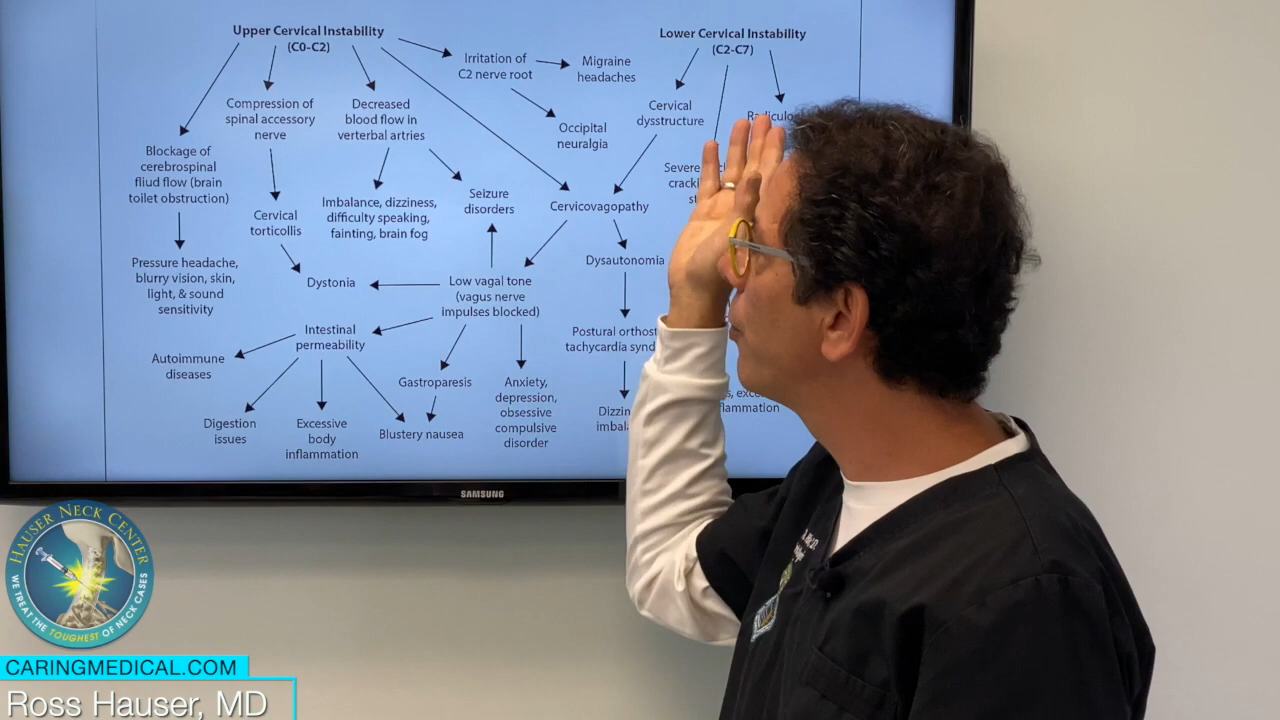 Upper Cervical Instability
(C0-C2)
Lower Cervical Instability
(C2-C7)
Irritation of
C2 nerve root
Migraine
headaches
Compression of
spinal accessory
nerve
Decreased
blood flow in
verterbal artries
Cervical
dysstructure
Occipital
neuralgia
Blockage of
cerebrospinal
fliud flow (brain
toilet obstruction)
Cervical
torticollis
Imbalance, dizziness,
difficulty speaking,
fainting, brain fog
Seizure
disorders
Cervicovagopathy
Severe
Pressure headache,
blurry vision, skin,
light, & sound
sensitivity
Dystonia
Low vagal tone
(vagus nerve
impulses blocked)
Dysautonomia
Intestinal
permeability
Postural
tachycardia
Autoimmune
diseases
Gastroparesis
Anxiety,
depression,
obsessive
compulsive
disorder
Digestion
issues
Excessive
body
inflammation
Blustery nausea
SAMSUNG
HAUSER NECK CENTER
WE TREAT THE TOUGHEST OF NECK CASES
CARINGMEDICAL.COM
Ross Hauser, MD